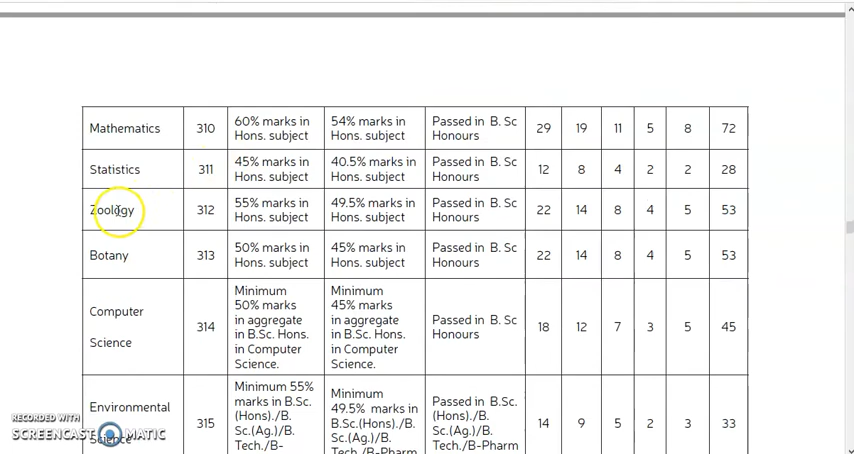 Mathematics 310 60% marks in Hons. subject 54% marks in Hons. subject Passed in B. Sc Honours 29 19 11 5 8 72
Statistics 311 45% marks in Hons. subject 40.5% marks in Hons. subject Passed in B. Sc Honours 12 8 4 2 2 28
Zoology 312 55% marks in Hons. subject 49.5% marks in Hons. subject Passed in B. Sc Honours 22 14 8 4 5 53
Botany 313 50% marks in Hons. subject 45% marks in Hons. subject Passed in B. Sc Honours 22 14 8 4 5 53
Computer Science 314 Minimum 50% marks in aggregate in B.Sc. Hons. in Computer Science. Minimum 45% marks in aggregate in B.Sc. Hons. in Computer Science. Passed in B. Sc Honours 18 12 7 3 5 45
Environmental Science 315 Minimum 55% marks in B.Sc. (Hons)./B. Sc.(Ag.)/B. Tech./B- Minimum 49.5% marks in B.Sc.(Hons)./B. Sc.(Ag.)/B. Tech./B-Pharm Passed in B.Sc. (Hons)./B. Sc.(Ag.)/B. Tech./B-Pharm 14 9 5 2 3 33
RECORDED WITH
SCREENCAST MATIC